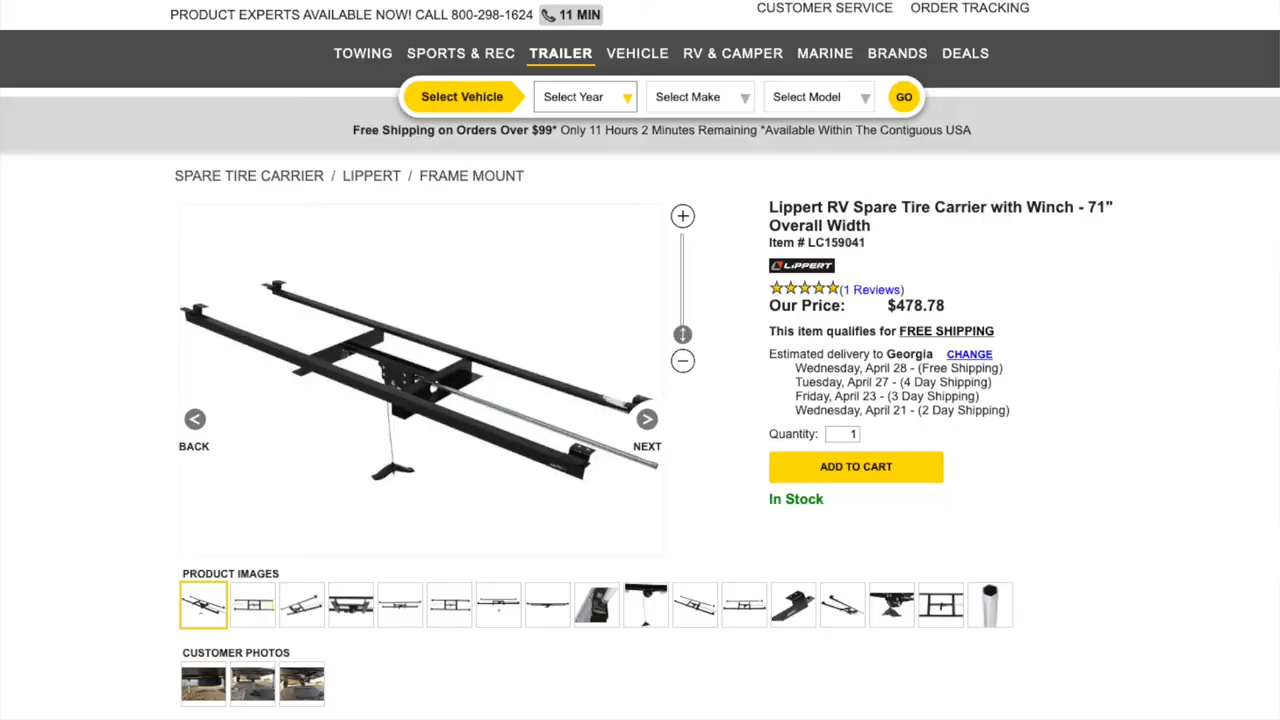 PRODUCT EXPERTS AVAILABLE NOW! CALL 800-298-1624 11 MIN
CUSTOMER SERVICE ORDER TRACKING
TOWING SPORTS & REC TRAILER VEHICLE RV & CAMPER MARINE BRANDS DEALS
Select Vehicle Select Year Select Make Select Model GO
Free Shipping on Orders Over $99* Only 11 Hours 2 Minutes Remaining *Available Within The Contiguous USA
SPARE TIRE CARRIER / LIPPERT / FRAME MOUNT
Lippert RV Spare Tire Carrier with Winch - 71"
Overall Width
Item # LC159041
LIPPERT
(1 Reviews)
Our Price: $478.78
This item qualifies for FREE SHIPPING
Estimated delivery to Georgia CHANGE
Wednesday, April 28 - (Free Shipping)
Tuesday, April 27 - (4 Day Shipping)
Friday, April 23 - (3 Day Shipping)
Wednesday, April 21 - (2 Day Shipping)
Quantity: 1
ADD TO CART
In Stock
BACK
NEXT
PRODUCT IMAGES
CUSTOMER PHOTOS